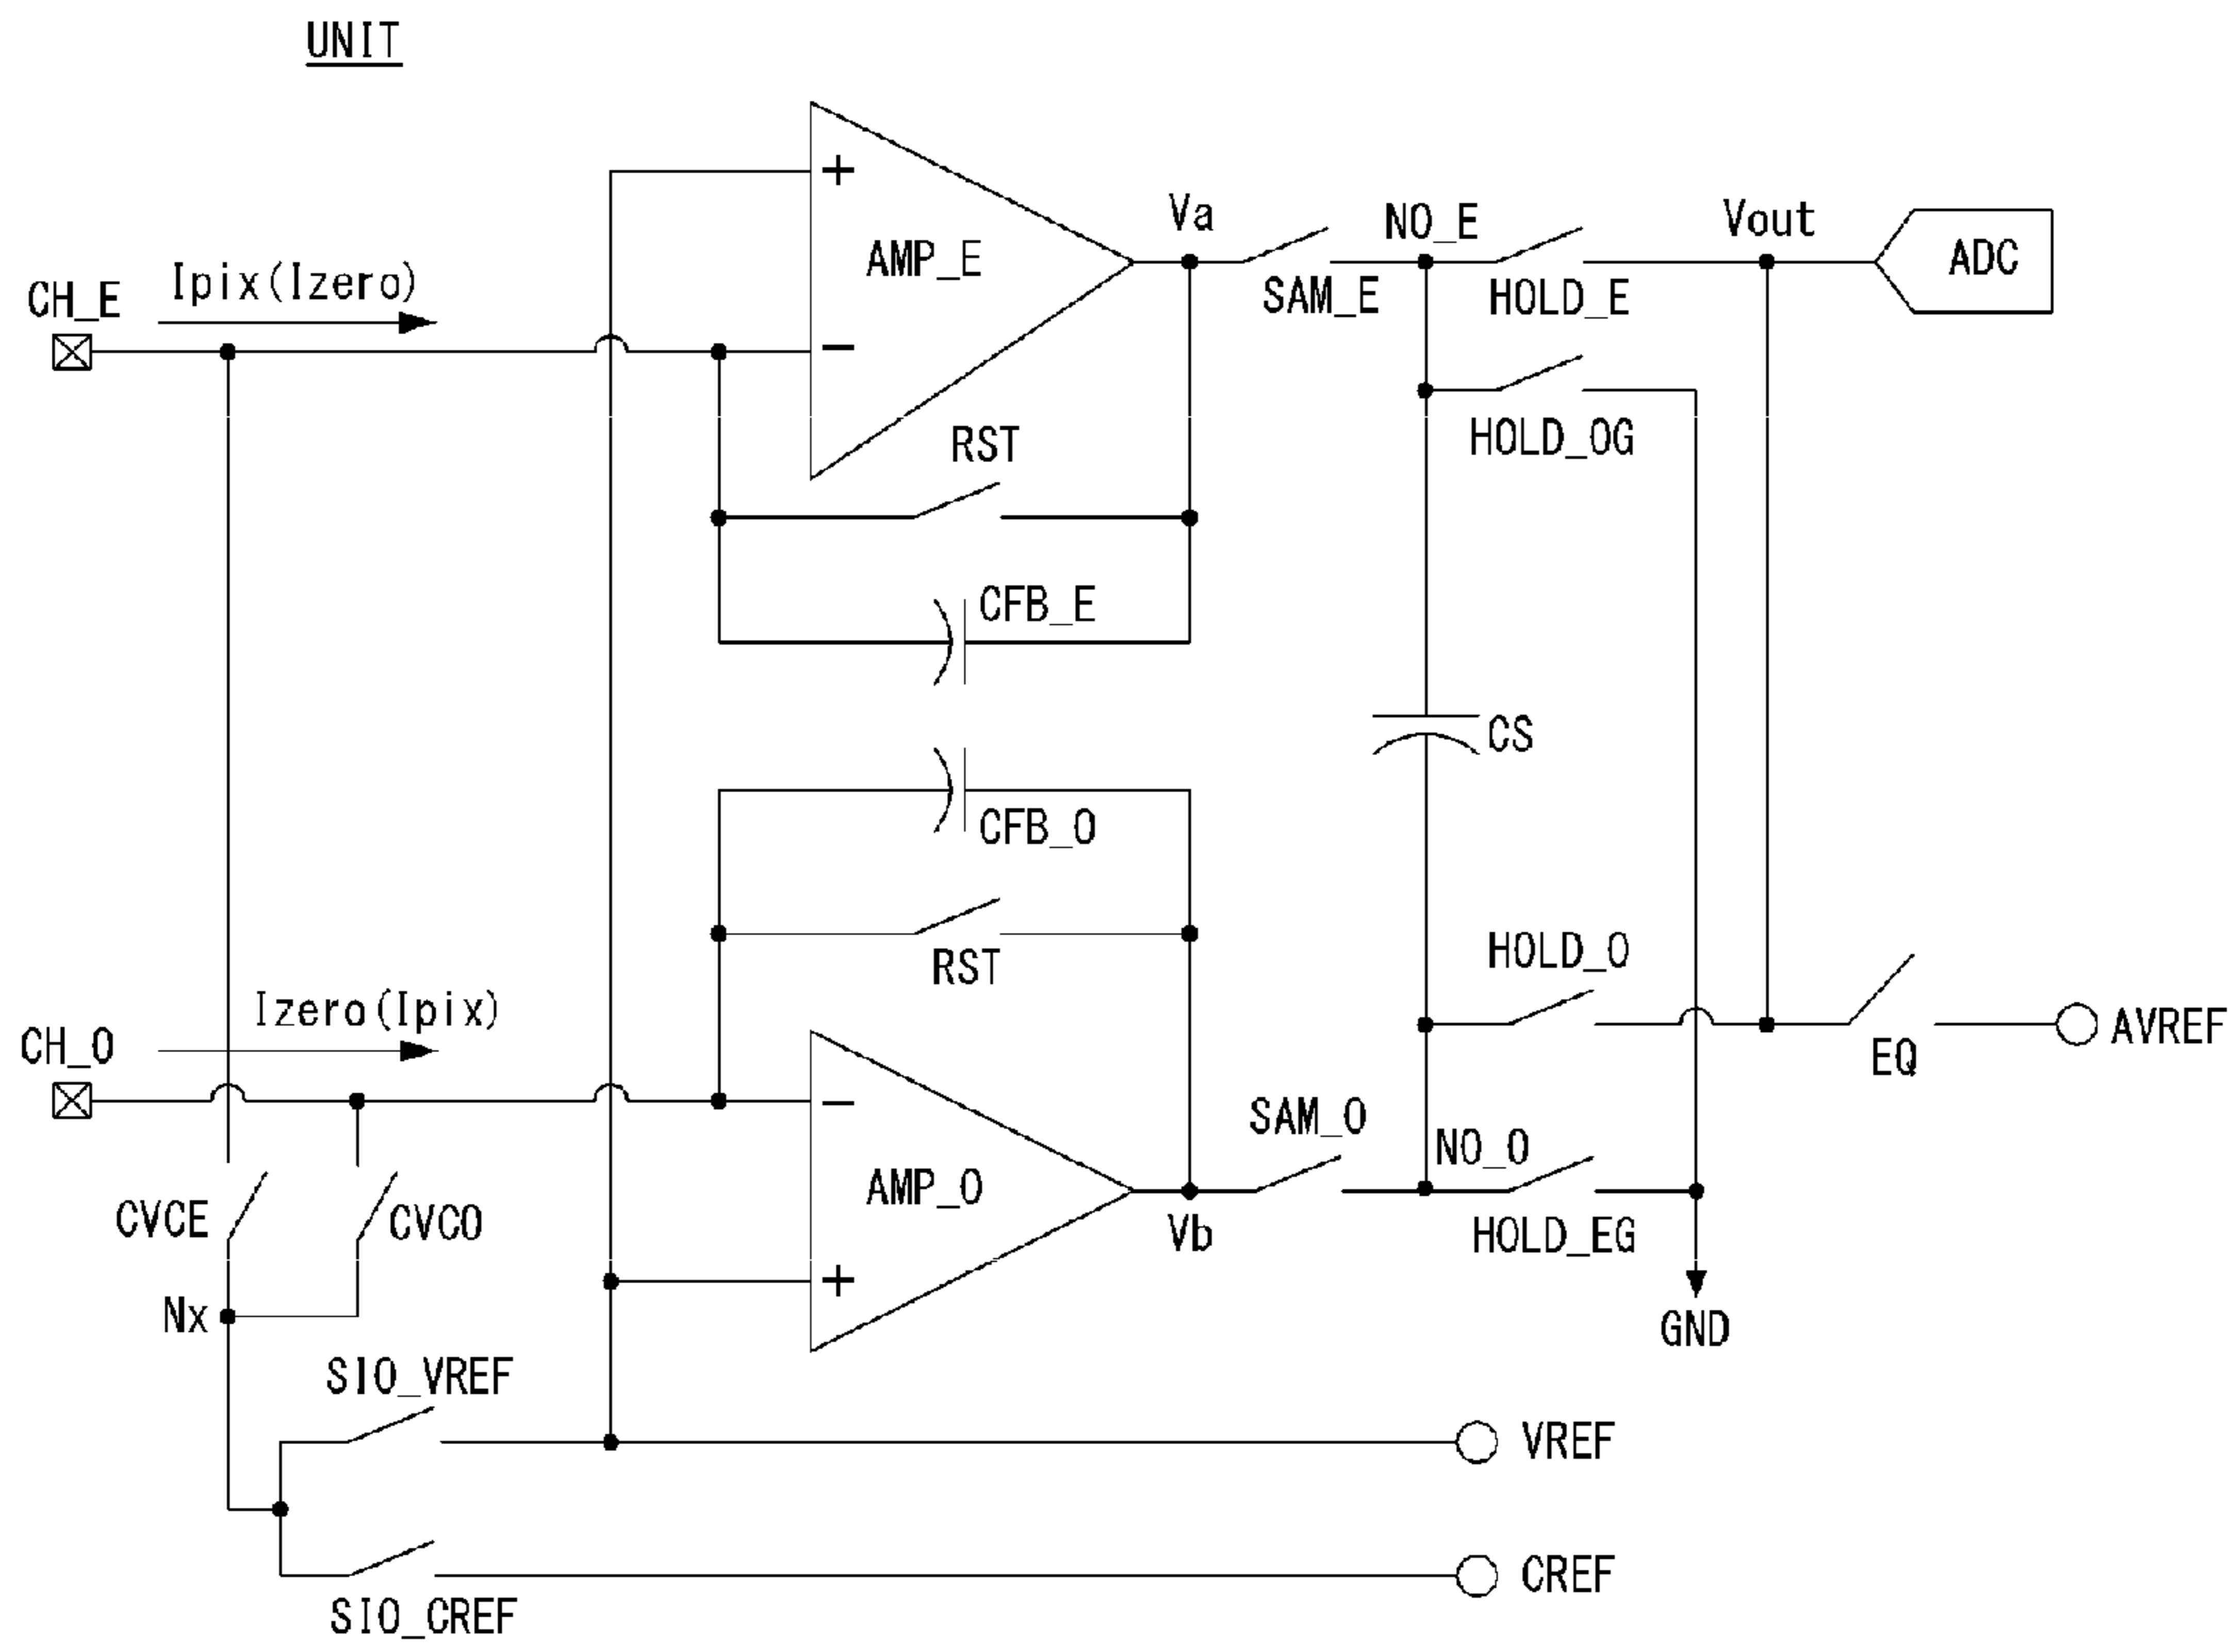 UNIT
+
Va
NO_E
Vout
AMP_E
ADC
Ipix(Izero)
CH_E
SAM_E
HOLD_E
−
RST
HOLD_OG
CFB_E
CS
CFB_O
HOLD_O
RST
Izero(Ipix)
CH_O
AVREF
EQ
−
SAM_O
NO_O
AMP_O
CVCE
CVCO
Vb
HOLD_EG
+
Nx
GND
SIO_VREF
VREF
CREF
SIO_CREF